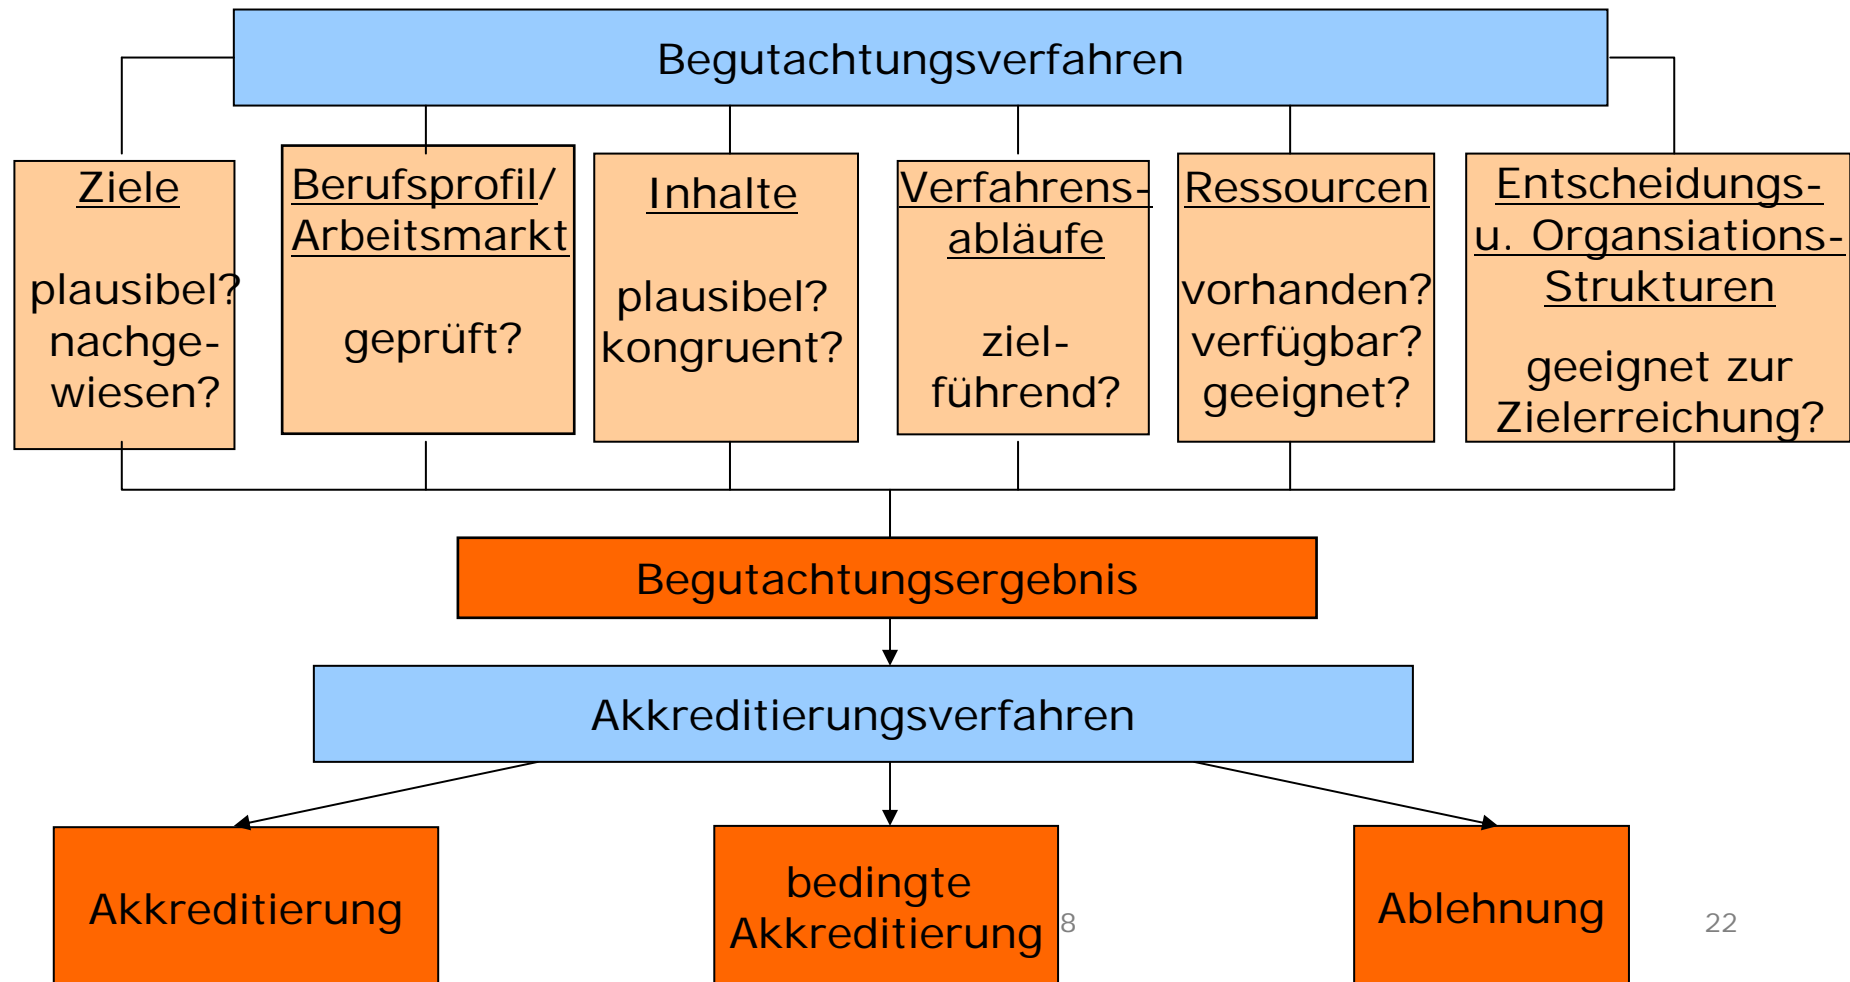 Begutachtungsverfahren
Ziele
plausibel?
nachge-
wiesen?
Berufsprofil/
Arbeitsmarkt
geprüft?
Inhalte
plausibel?
kongruent?
Verfahrens-
abläufe
ziel-
führend?
Ressourcen
vorhanden?
verfügbar?
geeignet?
Entscheidungs-
u. Organsiations-
Strukturen
geeignet zur
Zielerreichung?
Begutachtungsergebnis
Akkreditierungsverfahren
Akkreditierung
bedingte
Akkreditierung
8
Ablehnung
22